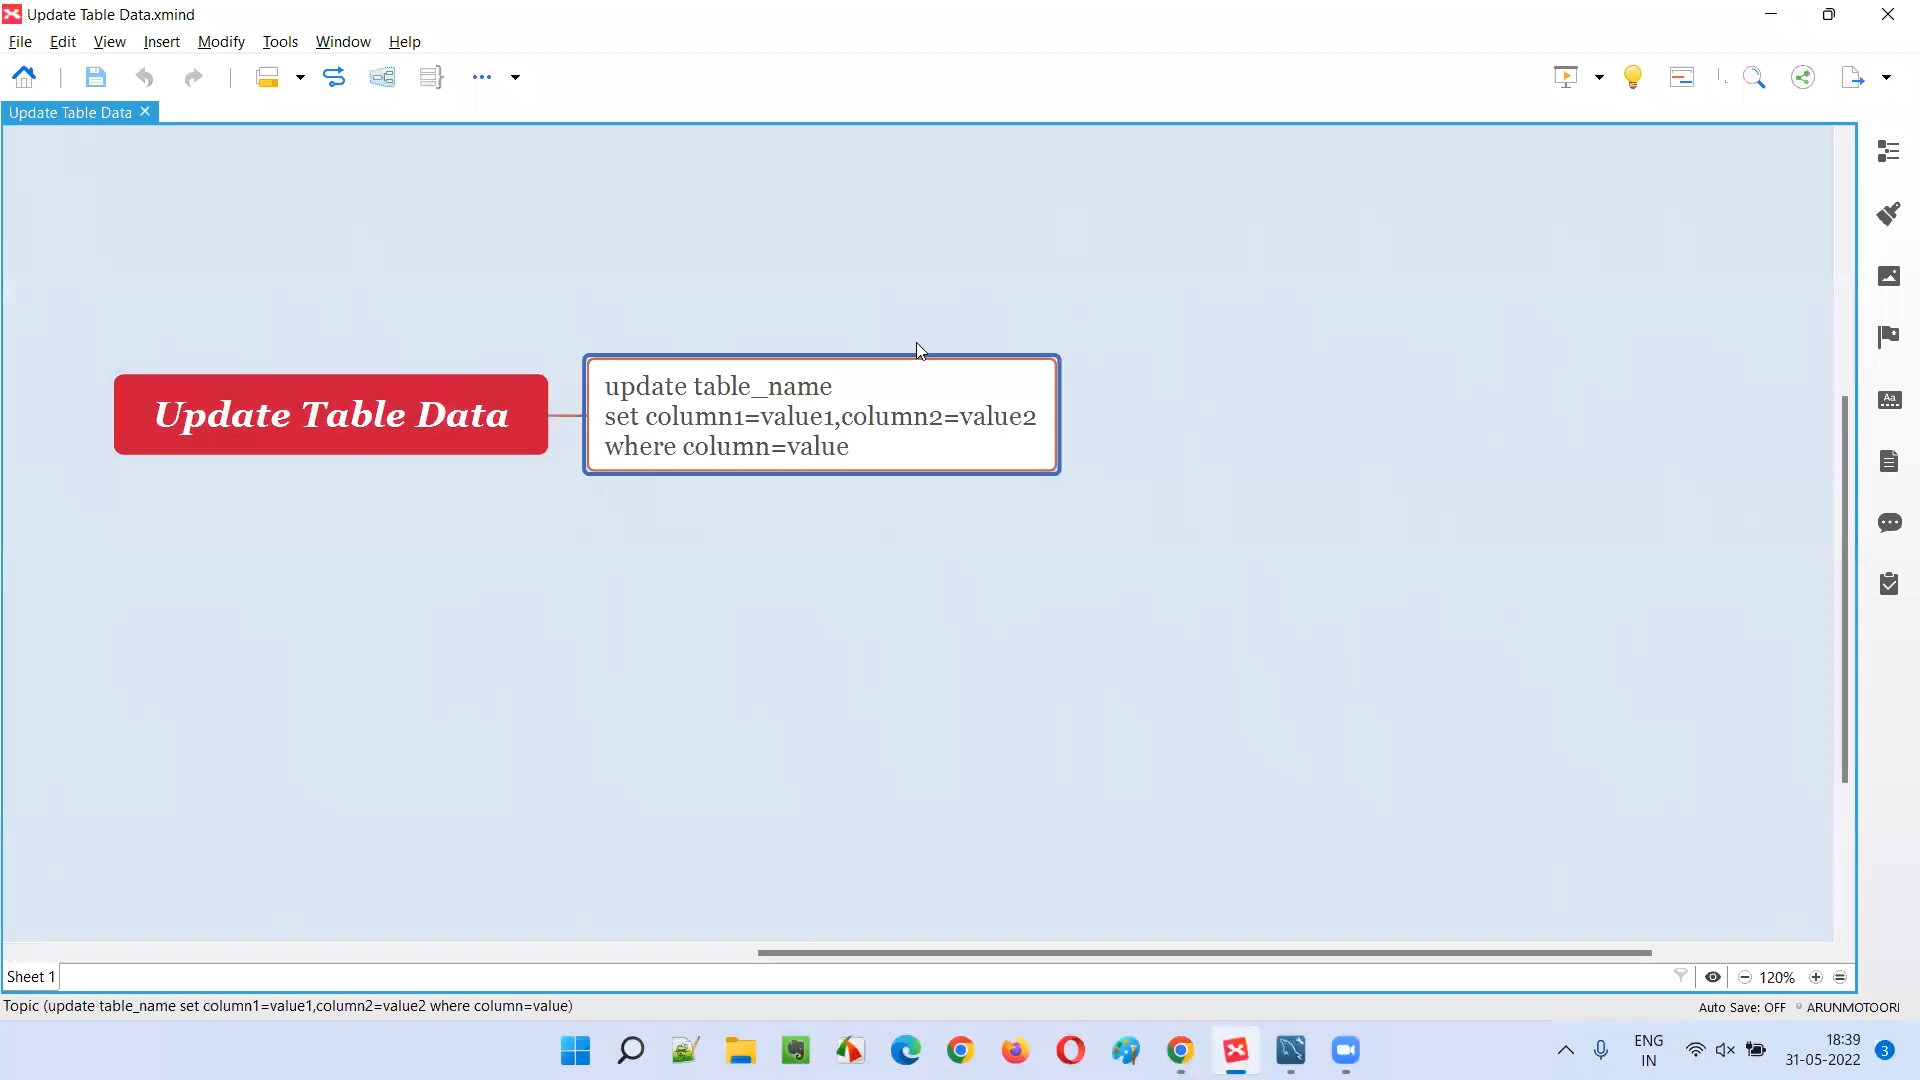 Update Table Data.xmind
File Edit View Insert Modify Tools Window Help
Update Table Data
Aa
Update Table Data
update table_name
set column1=value1,column2=value2
where column=value
Sheet 1
120%
Topic (update table_name set column1=value1,column2=value2 where column=value)
Auto Save: OFF ARUNMOTOORI
ENG
IN
18:39
31-05-2022
3